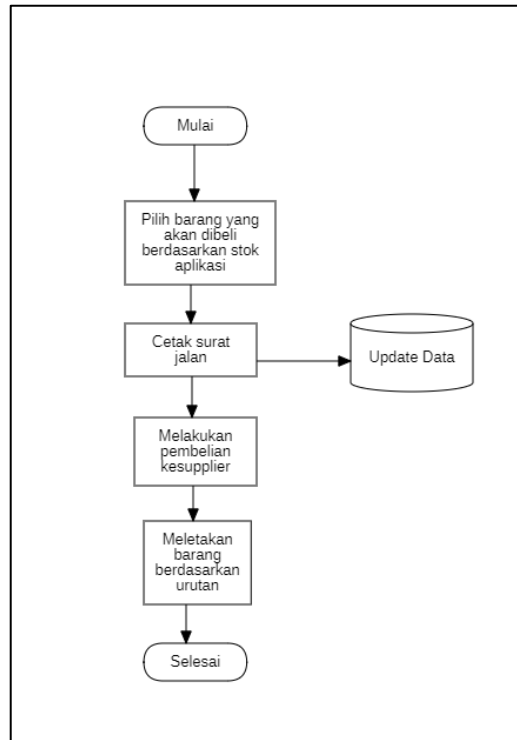 Mulai
Pilih barang yang
akan dibeli
berdasarkan stok
aplikasi
Cetak surat
jalan
Update Data
Melakukan
pembelian
kesupplier
Meletakan
barang
berdasarkan
urutan
Selesai